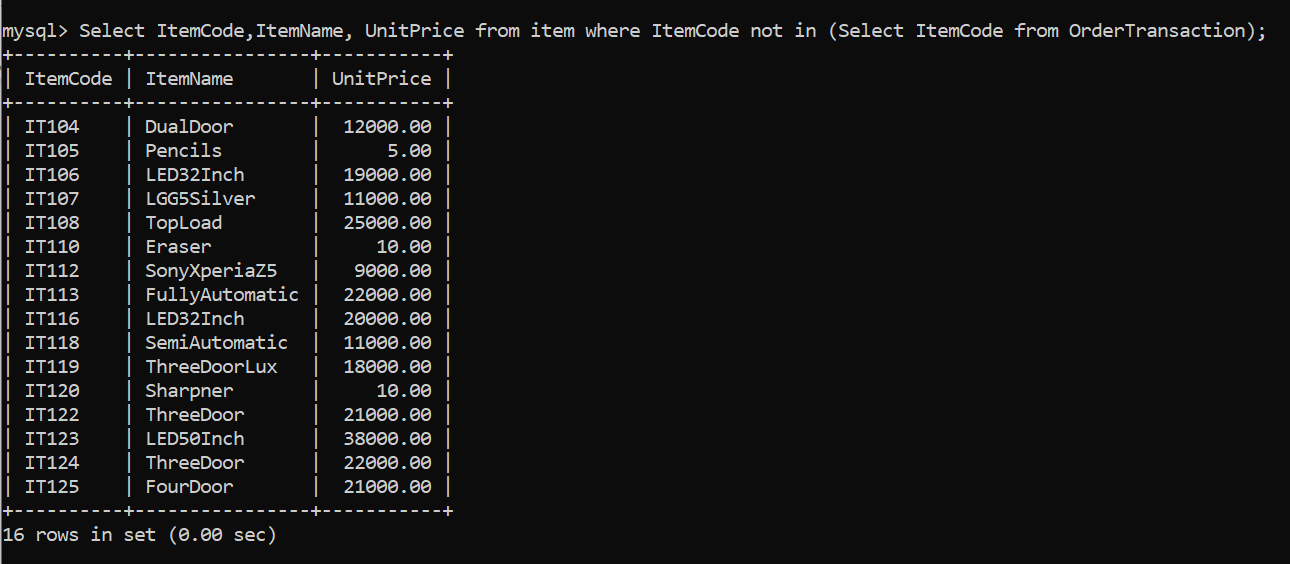 mysql> Select ItemCode,ItemName, UnitPrice from item where ItemCode not in (Select ItemCode from OrderTransaction);
+----------+----------------+-----------+
| ItemCode | ItemName       | UnitPrice |
+----------+----------------+-----------+
| IT104    | DualDoor       |  12000.00 |
| IT105    | Pencils        |      5.00 |
| IT106    | LED32Inch      |  19000.00 |
| IT107    | LGG5Silver     |  11000.00 |
| IT108    | TopLoad        |  25000.00 |
| IT110    | Eraser         |     10.00 |
| IT112    | SonyXperiaZ5   |   9000.00 |
| IT113    | FullyAutomatic |  22000.00 |
| IT116    | LED32Inch      |  20000.00 |
| IT118    | SemiAutomatic  |  11000.00 |
| IT119    | ThreeDoorLux   |  18000.00 |
| IT120    | Sharpner       |     10.00 |
| IT122    | ThreeDoor      |  21000.00 |
| IT123    | LED50Inch      |  38000.00 |
| IT124    | ThreeDoor      |  22000.00 |
| IT125    | FourDoor       |  21000.00 |
+----------+----------------+-----------+
16 rows in set (0.00 sec)